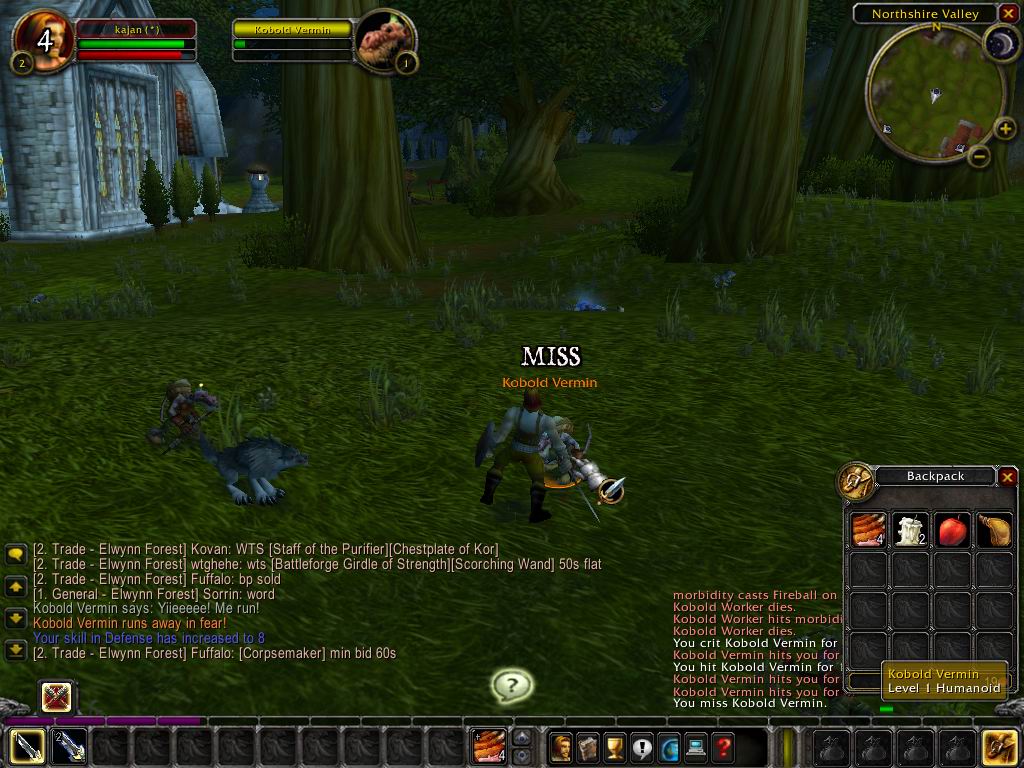 4
kajan (*)
2
Kobold Vermin
1
Northshire Valley
N
MISS
Kobold Vermin
Backpack
4
2
[2. Trade - Elwynn Forest] Kovan: WTS [Staff of the Purifier][Chestplate of Kor]
[2. Trade - Elwynn Forest] wtghehe: wts [Battleforge Girdle of Strength][Scorching Wand] 50s flat
[2. Trade - Elwynn Forest] Fuffalo: bp sold
[1. General - Elwynn Forest] Sorrin: word
Kobold Vermin says: Yiieeeee! Me run!
Kobold Vermin runs away in fear!
Your skill in Defense has increased to 8
[2. Trade - Elwynn Forest] Fuffalo: [Corpsemaker] min bid 60s
morbidity casts Fireball on
Kobold Worker dies.
Kobold Worker hits morbidi
Kobold Worker dies.
You crit Kobold Vermin for
Kobold Vermin hits you for
You hit Kobold Vermin for
Kobold Vermin hits you for
Kobold Vermin hits you for
Kobold Vermin hits you for
You miss Kobold Vermin.
Kobold Vermin
Level 1 Humanoid
?
2
4
!
?